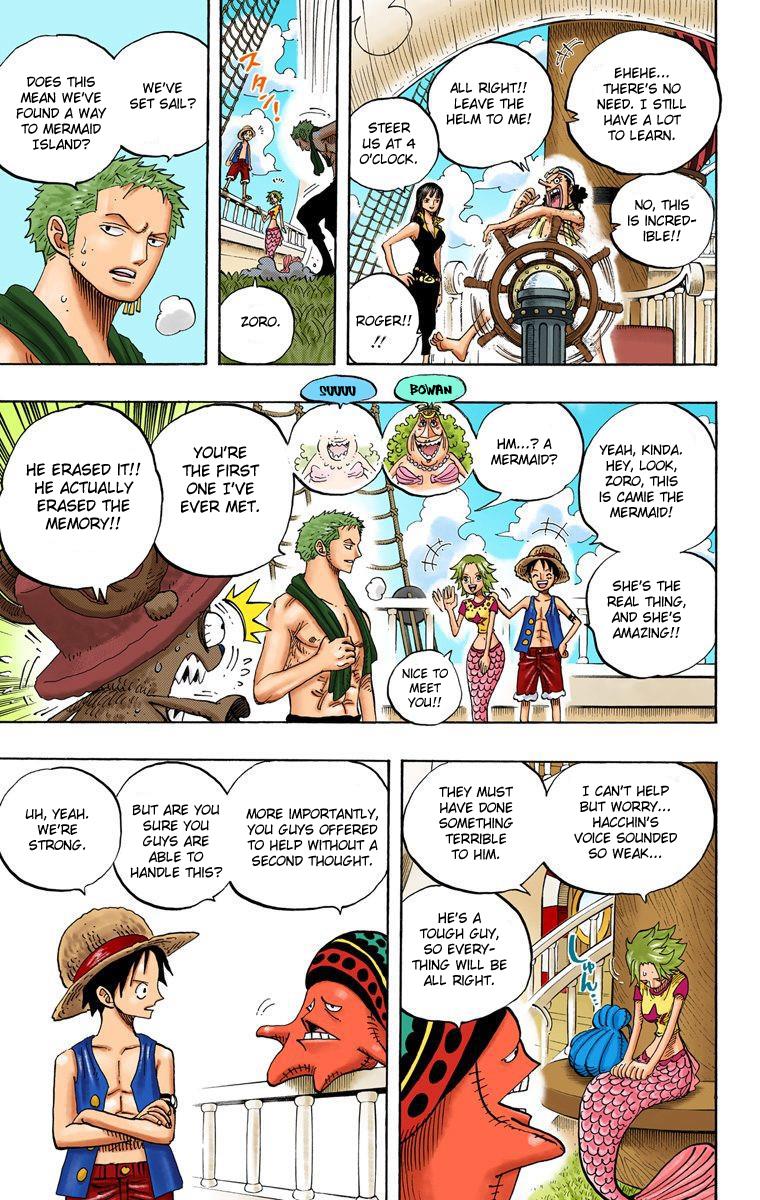 EHEHE...
THERE'S NO
NEED. I STILL
HAVE A LOT
TO LEARN.
NO, THIS
IS INCRED-
IBLE!!
ALL RIGHT!!
LEAVE THE
HELM TO ME!
STEER
US AT 4
O'CLOCK.
ROGER!!
!!
スタン!
ZORO.
WE'VE
SET SAIL?
DOES THIS
MEAN WE'VE
FOUND A WAY
TO MERMAID
ISLAND?
YEAH, KINDA.
HEY, LOOK,
ZORO, THIS
IS CAMIE THE
MERMAID!
SHE'S THE
REAL THING,
AND SHE'S
AMAZING!!
NICE TO
MEET
YOU!!
HM...? A
MERMAID?
BOWAN
SUUUU
YOU'RE
THE FIRST
ONE I'VE
EVER MET.
HE ERASED IT!!
HE ACTUALLY
ERASED THE
MEMORY!!
I CAN'T HELP
BUT WORRY...
HACCHIN'S
VOICE SOUNDED
SO WEAK...
THEY MUST
HAVE DONE
SOMETHING
TERRIBLE
TO HIM.
しゅん…
HE'S A
TOUGH GUY,
SO EVERY-
THING WILL
BE ALL
RIGHT.
MORE IMPORTANTLY,
YOU GUYS OFFERED
TO HELP WITHOUT A
SECOND THOUGHT.
BUT ARE YOU
SURE YOU
GUYS ARE
ABLE TO
HANDLE THIS?
UH, YEAH.
WE'RE
STRONG.